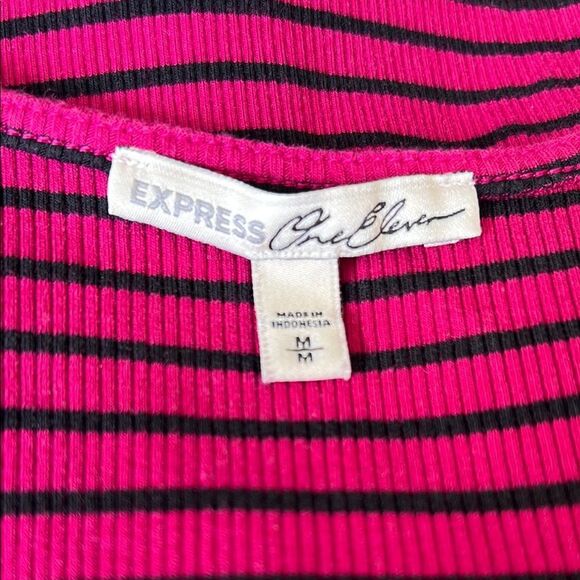 EXPRESS One Eleven
MADE IN
INDONESIA
M
M